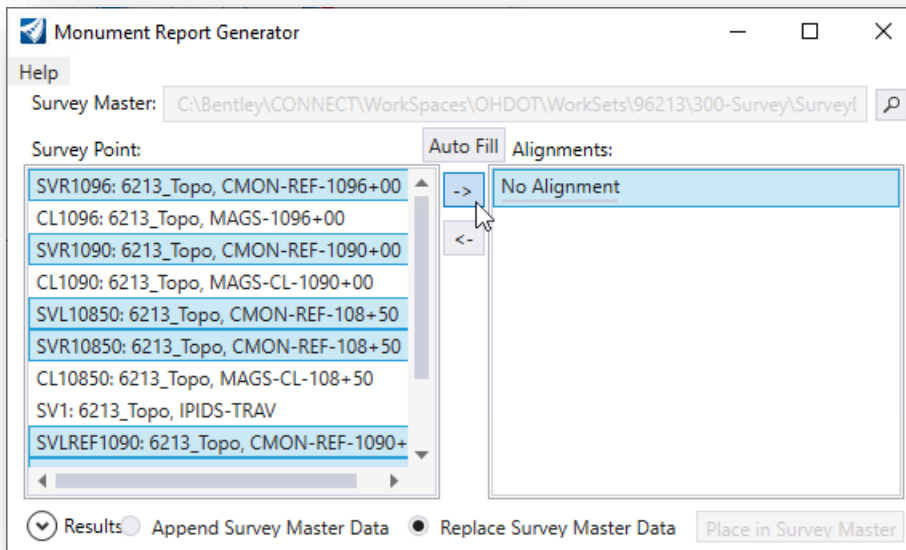 Monument Report Generator
Help
Survey Master: C:\Bentley\CONNECT\WorkSpaces\OHDOT\WorkSets\96213\300-Survey\Survey
Survey Point: Auto Fill Alignments:
SVR1096: 6213_Topo, CMON-REF-1096+00 -> No Alignment
CL1096: 6213_Topo, MAGS-1096+00
SVR1090: 6213_Topo, CMON-REF-1090+00 <-
CL1090: 6213_Topo, MAGS-CL-1090+00
SVL10850: 6213_Topo, CMON-REF-108+50
SVR10850: 6213_Topo, CMON-REF-108+50
CL10850: 6213_Topo, MAGS-CL-108+50
SV1: 6213_Topo, IPIDS-TRAV
SVLREF1090: 6213_Topo, CMON-REF-1090+
Results Append Survey Master Data Replace Survey Master Data Place in Survey Master